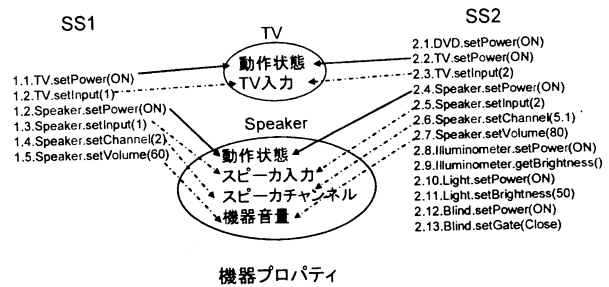 SS1
SS2
TV
動作状態
TV入力
1.1.TV.setPower(ON)
1.2.TV.setInput(1)
1.2.Speaker.setPower(ON)
1.3.Speaker.setInput(1)
1.4.Speaker.setChannel(2)
1.5.Speaker.setVolume(60)
Speaker
動作状態
スピーカ入力
スピーカチャンネル
機器音量
2.1.DVD.setPower(ON)
2.2.TV.setPower(ON)
2.3.TV.setInput(2)
2.4.Speaker.setPower(ON)
2.5.Speaker.setInput(2)
2.6.Speaker.setChannel(5.1)
2.7.Speaker.setVolume(80)
2.8.Illuminometer.setPower(ON)
2.9.Illuminometer.getBrightness()
2.10.Light.setPower(ON)
2.11.Light.setBrightness(50)
2.12.Blind.setPower(ON)
2.13.Blind.setGate(Close)
機器プロパティ